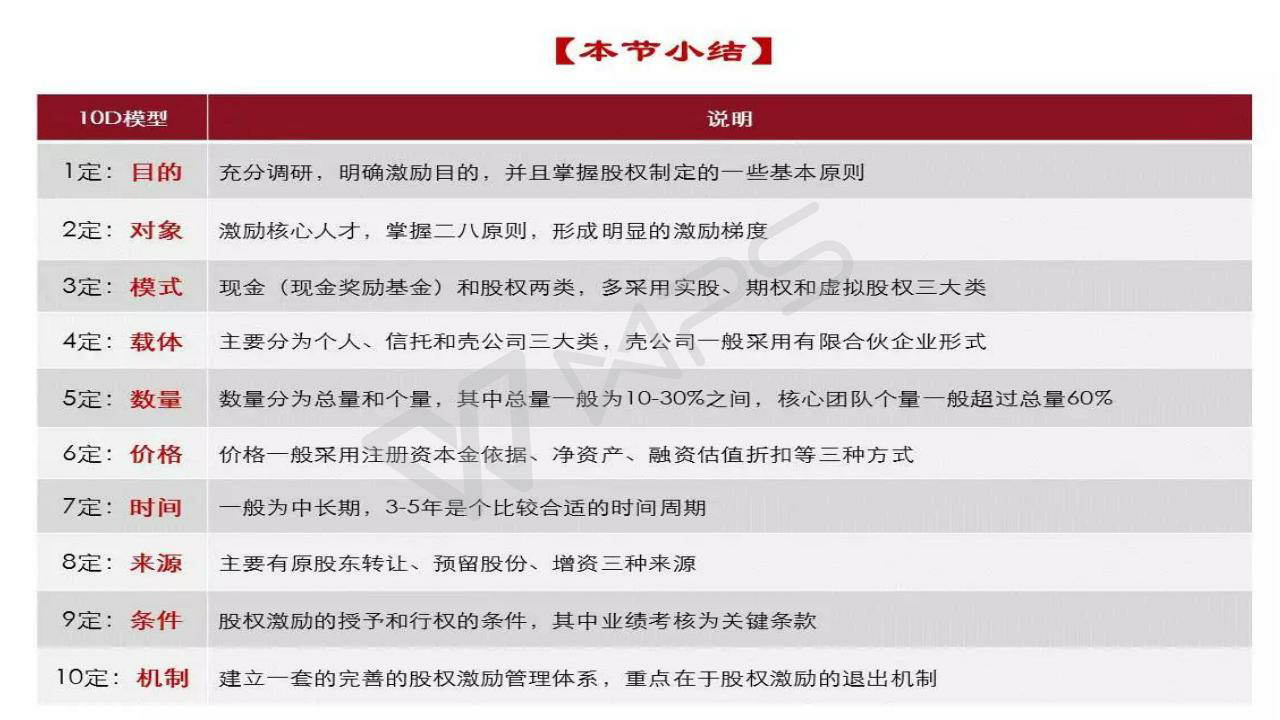 【本节小结】
10D模型 说明
1定：目的 充分调研，明确激励目的，并且掌握股权制定的一些基本原则
2定：对象 激励核心人才，掌握二八原则，形成明显的激励梯度
3定：模式 现金（现金奖励基金）和股权两类，多采用实股、期权和虚拟股权三大类
4定：载体 主要分为个人、信托和壳公司三大类，壳公司一般采用有限合伙企业形式
5定：数量 数量分为总量和个量，其中总量一般为10-30%之间，核心团队个量一般超过总量60%
6定：价格 价格一般采用注册资本金依据、净资产、融资估值折扣等三种方式
7定：时间 一般为中长期，3-5年是个比较合适的时间周期
8定：来源 主要有原股东转让、预留股份、增资三种来源
9定：条件 股权激励的授予和行权的条件，其中业绩考核为关键条款
10定：机制 建立一套的完善的股权激励管理体系，重点在于股权激励的退出机制
WPS